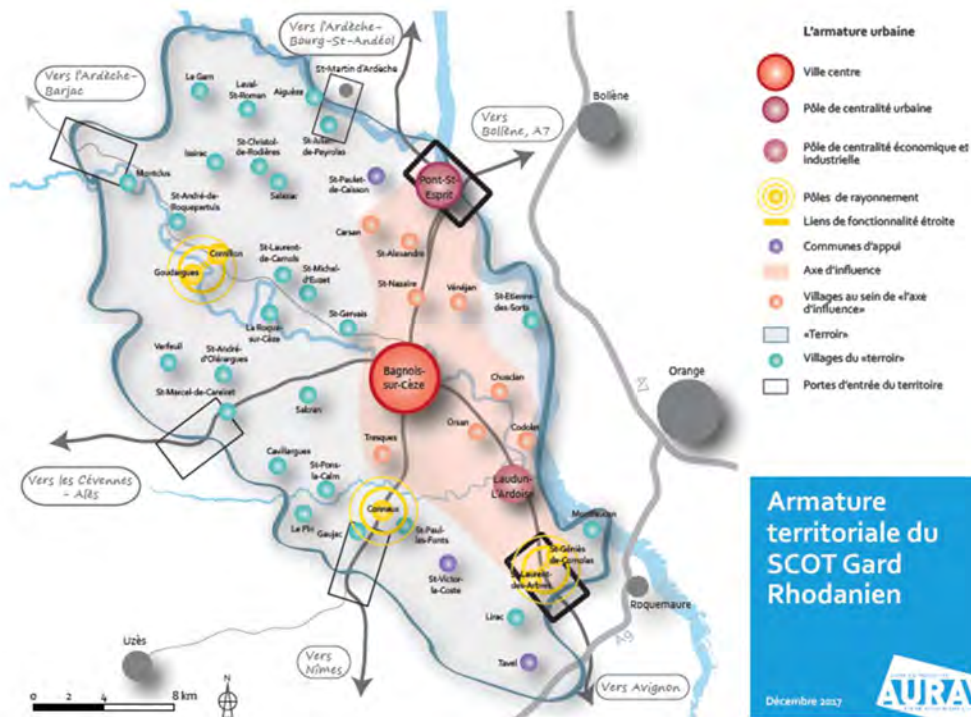 Vers l'Ardèche-
Bourg-St-Andéol
St-Martin d'Ardèche
Vers l'Ardèche-
Barjac
Le Garn
Laval-
St-Roman
Aiguèze
Bollène
Vers
Bollène, A7
Issirac
St-Christol-
de-Rodières
St-Julien-
de-Peyrolas
Salazac
St-Paulet-
de-Caisson
Pont-St-
Esprit
Montclus
St-André-de-
Roquepertuis
Carsan
St-Alexandre
Cornillon
Goudargues
St-Laurent-
de-Carnols
St-Michel-
d'Euzet
St-Nazaire
Vénéjan
St-Etienne-
des-Sorts
La Roque-
sur-Cèze
St-Gervais
Verfeuil
St-André-
d'Olérargues
Bagnols-
sur-Cèze
Chusclan
Orange
St-Marcel-de-Careiret
Sabran
Orsan
Codolet
Tresques
Cavillargues
St-Pons-
la-Calm
Laudun-
L'Ardoise
Vers les Cévennes
- Alès
Connaux
Le Pin
Gaujac
St-Paul-
les-Fonts
Montfaucon
St-Géniès
de-Comolas
St-Laurent-
des-Arbres
St-Victor-
la-Coste
Roquemaure
Lirac
A9
Uzès
Vers
Nîmes
Tavel
Vers Avignon
0 4 8 km
N
L'armature urbaine
Ville centre
Pôle de centralité urbaine
Pôle de centralité économique et
industrielle
Pôles de rayonnement
Liens de fonctionnalité étroite
Communes d'appui
Axe d'influence
Villages au sein de «l'axe
d'influence»
«Terroir»
Villages du «terroir»
Portes d'entrée du territoire
Armature
territoriale du
SCOT Gard
Rhodanien
Décembre 2017
AURAV